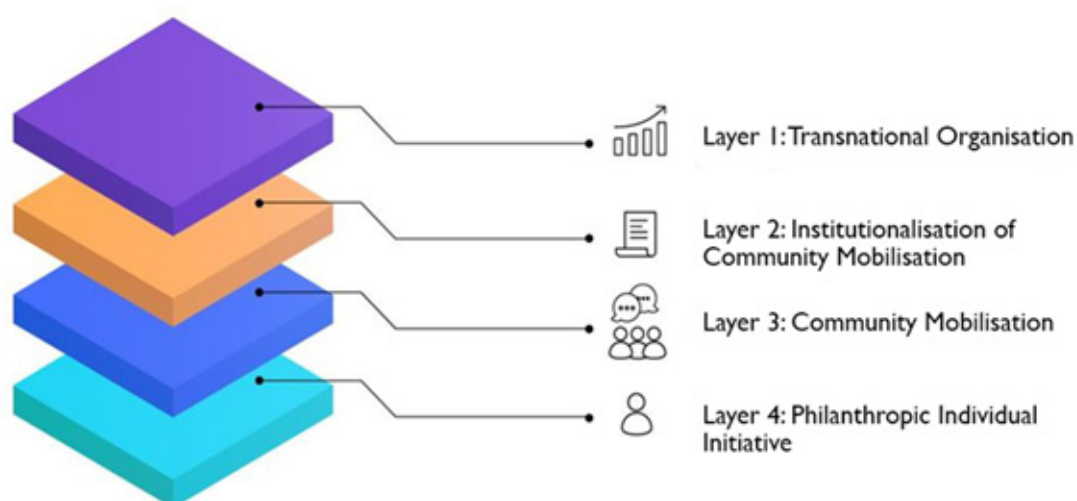 Layer 1: Transnational Organisation
Layer 2: Institutionalisation of
Community Mobilisation
Layer 3: Community Mobilisation
Layer 4: Philanthropic Individual
Initiative